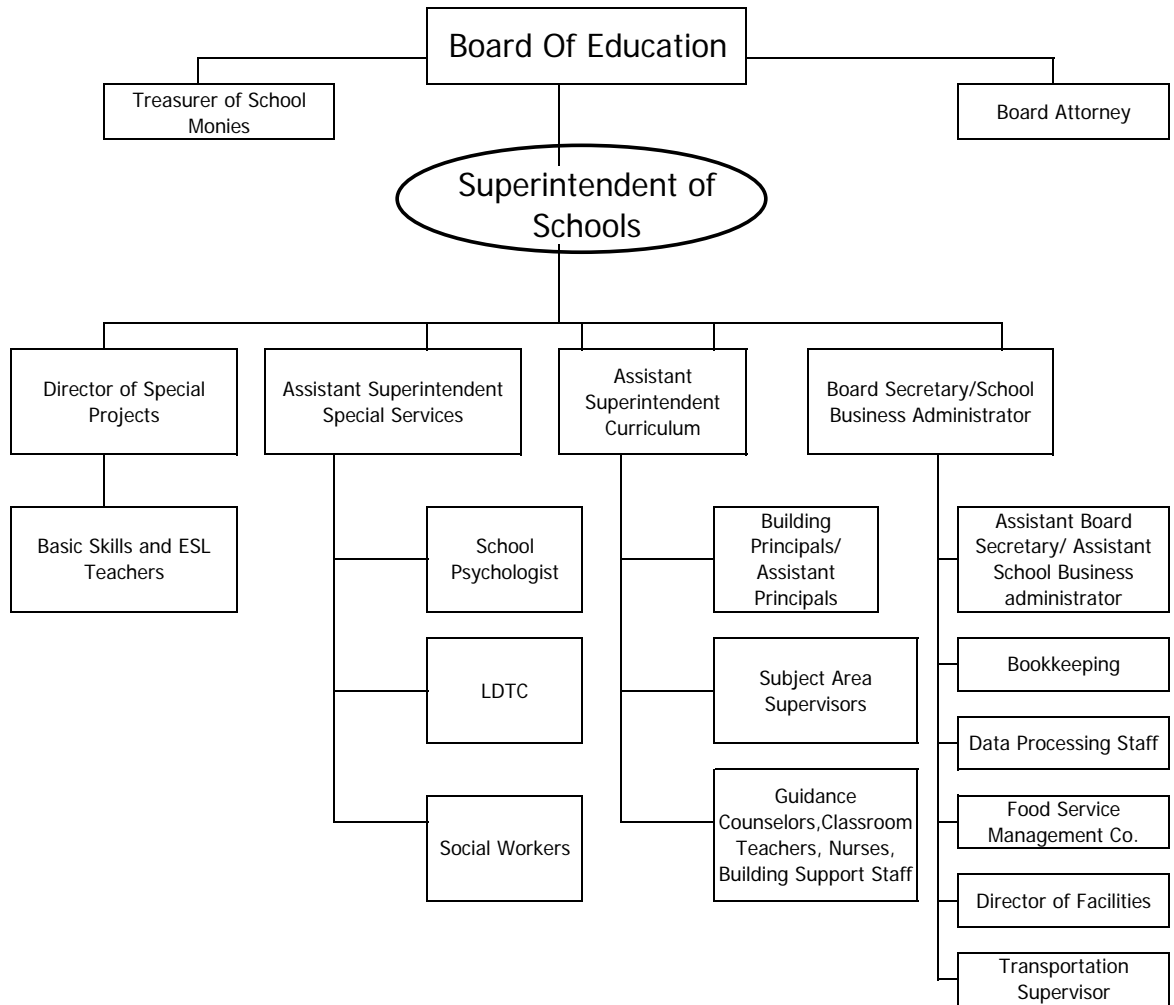 Board Of Education
Treasurer of School
Monies
Board Attorney
Superintendent of
Schools
Director of Special
Projects
Assistant Superintendent
Special Services
Assistant
Superintendent
Curriculum
Board Secretary/School
Business Administrator
Basic Skills and ESL
Teachers
School
Psychologist
Building
Principals/
Assistant
Principals
Assistant Board
Secretary/ Assistant
School Business
administrator
LDTC
Subject Area
Supervisors
Bookkeeping
Data Processing Staff
Social Workers
Guidance
Counselors,Classroom
Teachers, Nurses,
Building Support Staff
Food Service
Management Co.
Director of Facilities
Transportation
Supervisor